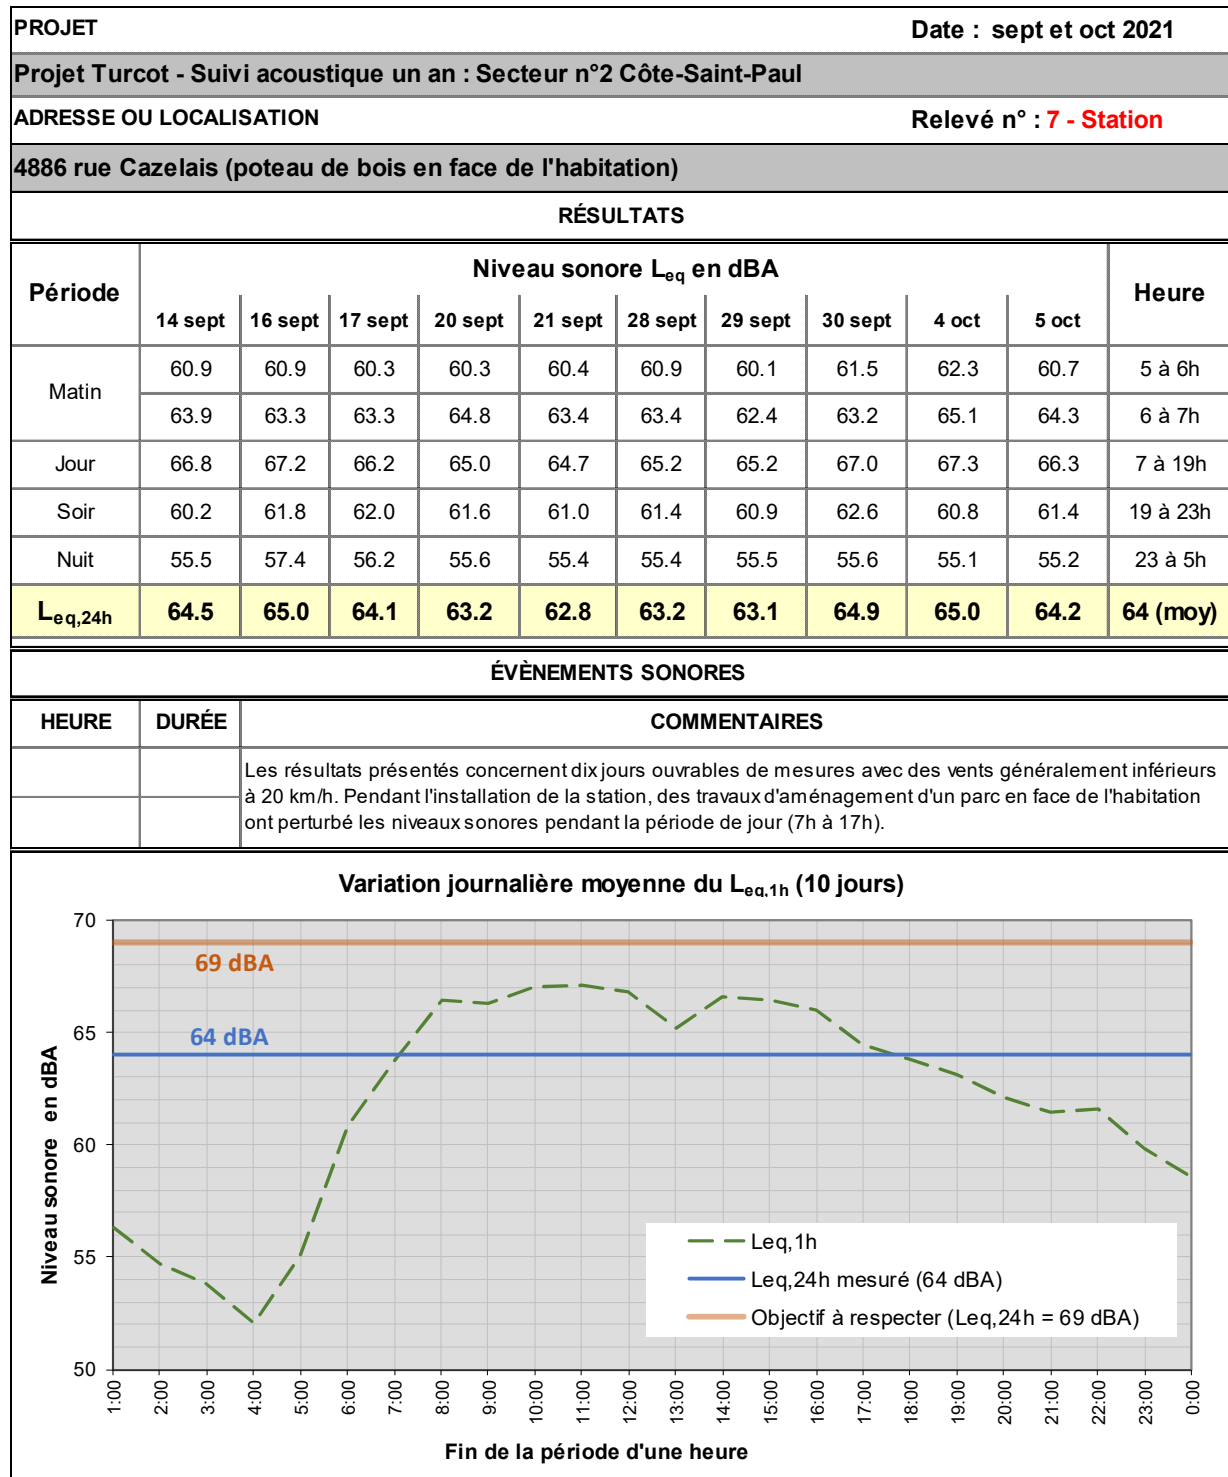 PROJET
Date : sept et oct 2021
Projet Turcot - Suivi acoustique un an : Secteur n°2 Côte-Saint-Paul
ADRESSE OU LOCALISATION
Relevé n° : 7 - Station
4886 rue Cazelais (poteau de bois en face de l'habitation)
RÉSULTATS
Période
Niveau sonore Leq en dBA
Heure
14 sept 16 sept 17 sept 20 sept 21 sept 28 sept 29 sept 30 sept 4 oct 5 oct
Matin
60.9 60.9 60.3 60.3 60.4 60.9 60.1 61.5 62.3 60.7 5 à 6h
63.9 63.3 63.3 64.8 63.4 63.4 62.4 63.2 65.1 64.3 6 à 7h
Jour 66.8 67.2 66.2 65.0 64.7 65.2 65.2 67.0 67.3 66.3 7 à 19h
Soir 60.2 61.8 62.0 61.6 61.0 61.4 60.9 62.6 60.8 61.4 19 à 23h
Nuit 55.5 57.4 56.2 55.6 55.4 55.4 55.5 55.6 55.1 55.2 23 à 5h
Leq,24h 64.5 65.0 64.1 63.2 62.8 63.2 63.1 64.9 65.0 64.2 64 (moy)
ÉVÈNEMENTS SONORES
HEURE DURÉE COMMENTAIRES
Les résultats présentés concernent dix jours ouvrables de mesures avec des vents généralement inférieurs
à 20 km/h. Pendant l'installation de la station, des travaux d'aménagement d'un parc en face de l'habitation
ont perturbé les niveaux sonores pendant la période de jour (7h à 17h).
Variation journalière moyenne du Leq,1h (10 jours)
Niveau sonore en dBA
70
65
60
55
50
69 dBA
64 dBA
Leq,1h
Leq,24h mesuré (64 dBA)
Objectif à respecter (Leq,24h = 69 dBA)
1:00 2:00 3:00 4:00 5:00 6:00 7:00 8:00 9:00 10:00 11:00 12:00 13:00 14:00 15:00 16:00 17:00 18:00 19:00 20:00 21:00 22:00 23:00 0:00
Fin de la période d'une heure